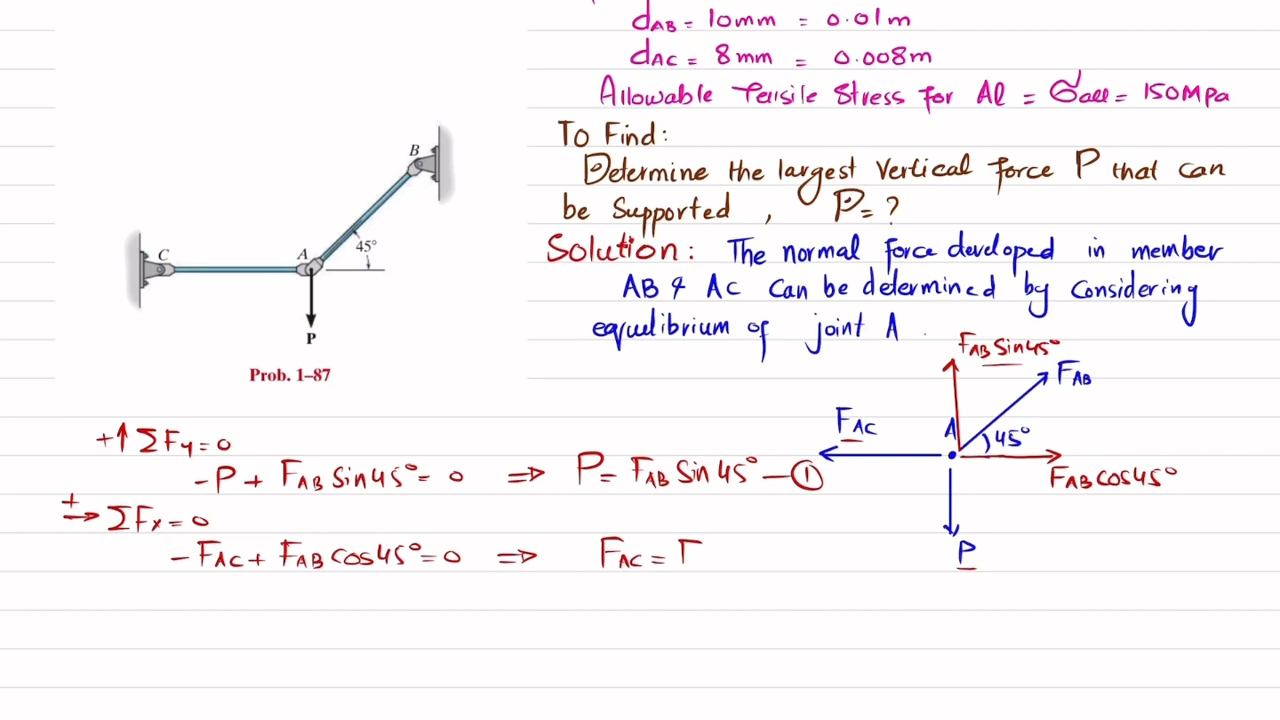 dAB = 10mm = 0.01m
dAC = 8mm = 0.008m
Allowable Tensile Stress for Al = σall = 150MPa
To Find:
Determine the largest Vertical force P that can
be Supported, P = ?
Solution: The normal force developed in member
AB & AC can be determined by considering
equilibrium of joint A
B
C
A
45°
P
Prob. 1–87
FAB Sin45°
FAB
FAC
A
45°
FAB COS45°
P
+↑ ΣFy = 0
-P + FAB Sin45° = 0 ⇒ P = FAB Sin45° — ①
+→ ΣFx = 0
-FAC + FAB COS45° = 0 ⇒ FAC =